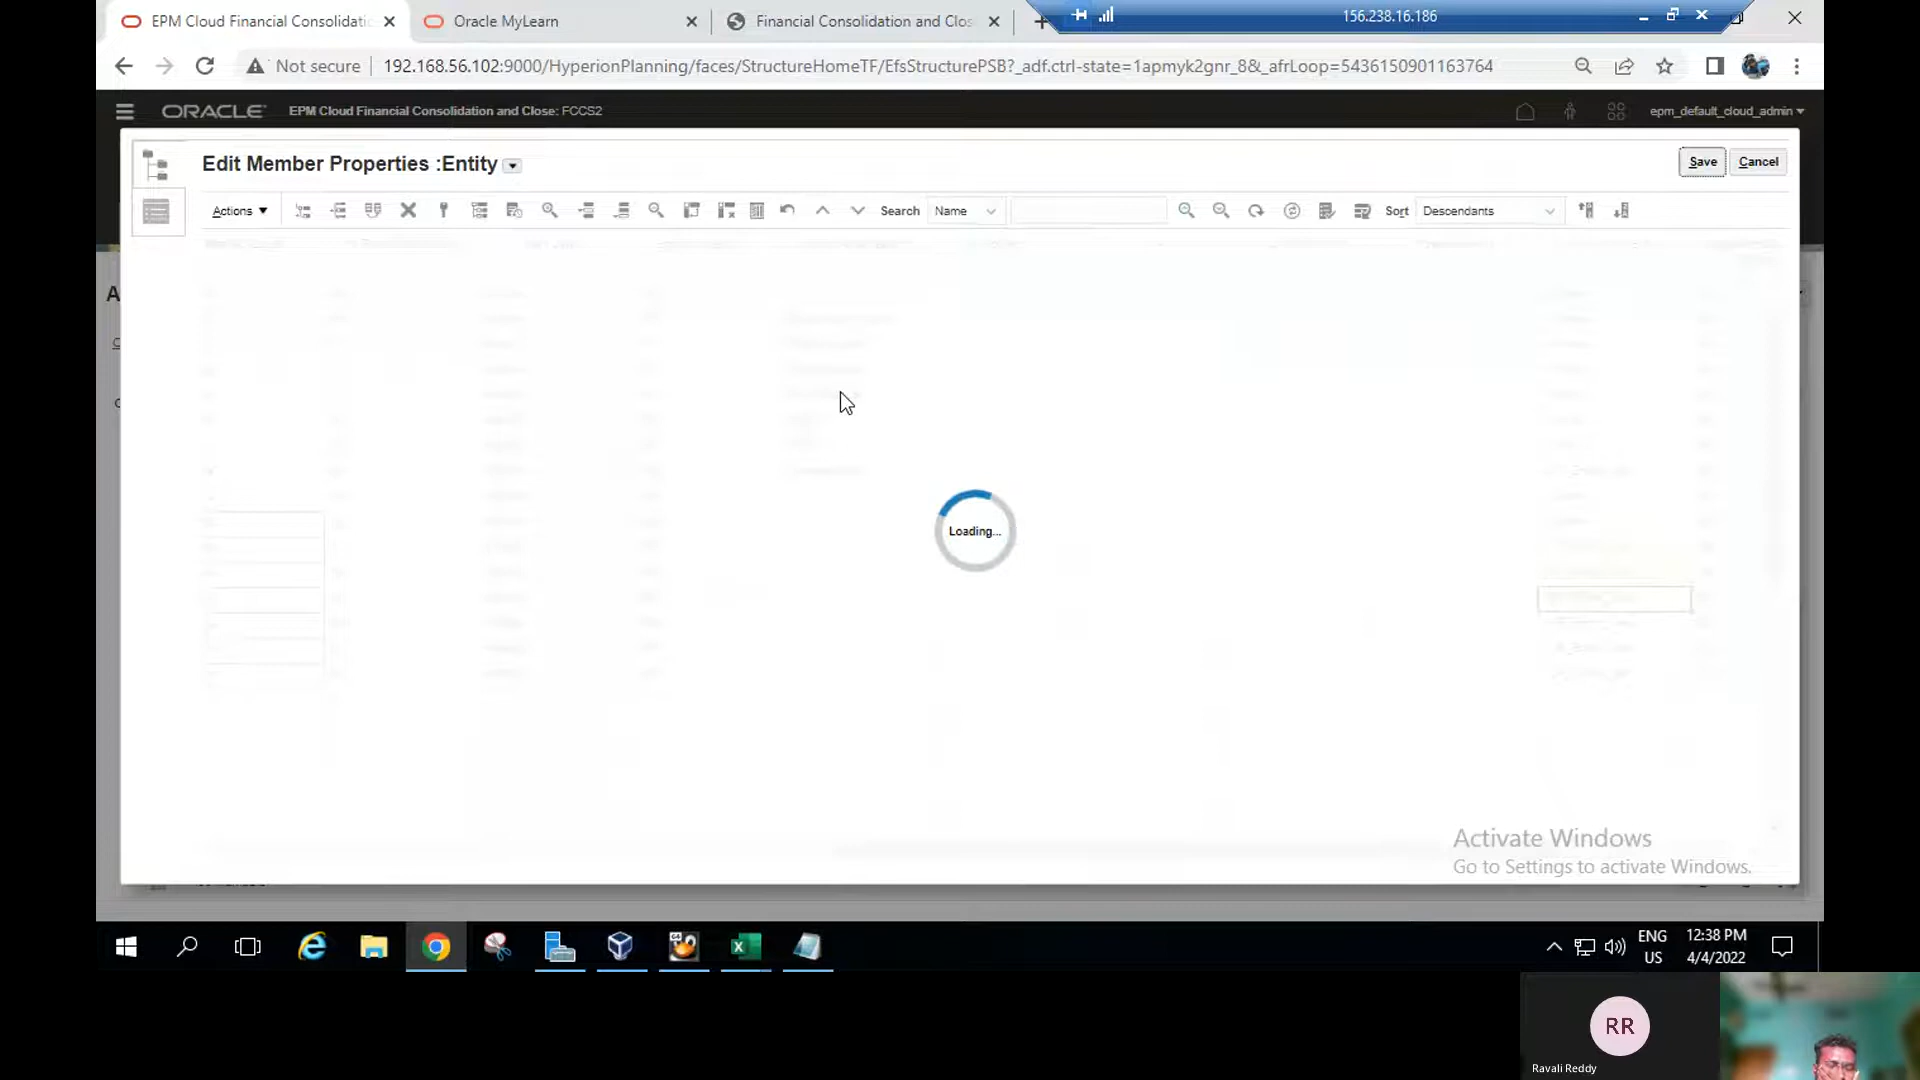 EPM Cloud Financial Consolidatio
Oracle MyLearn
Financial Consolidation and Clos
156.238.16.186
Not secure
192.168.56.102:9000/HyperionPlanning/faces/StructureHomeTF/EfsStructurePSB?_adf.ctrl-state=1apmyk2gnr_8&_afrLoop=5436150901163764
ORACLE
EPM Cloud Financial Consolidation and Close: FCCS2
epm_default_cloud_admin
Edit Member Properties :Entity
Save
Cancel
Actions
Search
Name
Sort
Descendants
A
Loading...
Activate Windows
Go to Settings to activate Windows.
ENG
US
12:38 PM
4/4/2022
RR
Ravali Reddy